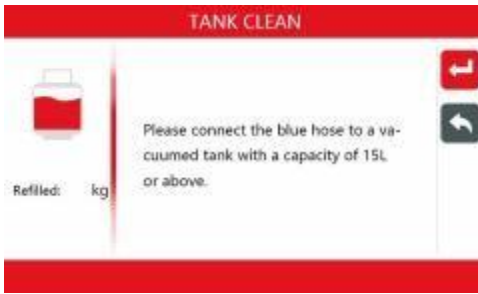 TANK CLEAN
Please connect the blue hose to a va-
cuumed tank with a capacity of 15L
or above.
Refilled: kg